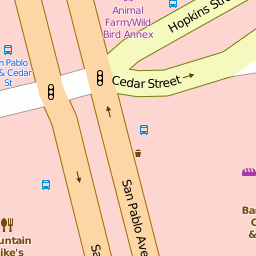 Animal
Farm/Wild
Bird Annex
Hopkins Stre
n Pablo
& Cedar
St
Cedar Street →
San Pablo Ave
Sa
Ba
C
&
untain
ike's